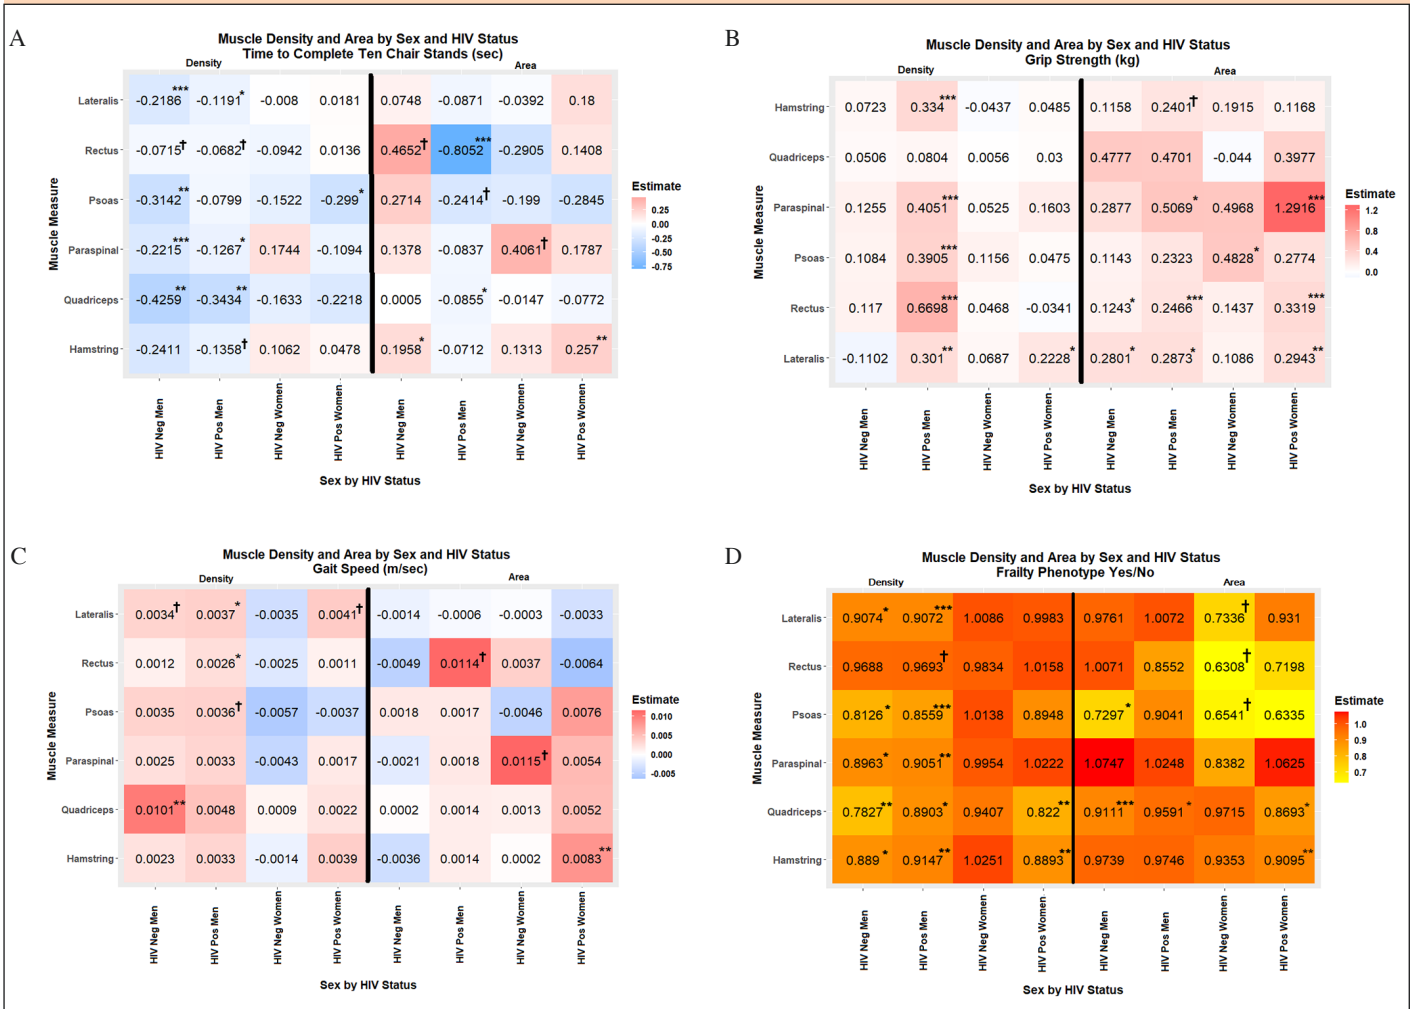 A
Muscle Density and Area by Sex and HIV Status
Time to Complete Ten Chair Stands (sec)
Density Area
Muscle Measure
Lateralis -0.2186*** -0.1191* -0.008 0.0181 0.0748 -0.0871 -0.0392 0.18
Rectus -0.0715† -0.0682† -0.0942 0.0136 0.4652† -0.8052*** -0.2905 0.1408
Psoas -0.3142** -0.0799 -0.1522 -0.299* 0.2714 -0.2414† -0.199 -0.2845
Paraspinal -0.2215*** -0.1267* 0.1744 -0.1094 0.1378 -0.0837 0.4061† 0.1787
Quadriceps -0.4259** -0.3434** -0.1633 -0.2218 0.0005 -0.0855* -0.0147 -0.0772
Hamstring -0.2411 -0.1358† 0.1062 0.0478 0.1958* -0.0712 0.1313 0.257**
HIV Neg Men HIV Pos Men HIV Neg Women HIV Pos Women HIV Neg Men HIV Pos Men HIV Neg Women HIV Pos Women
Sex by HIV Status
Estimate
0.25
0.00
-0.25
-0.50
-0.75
B
Muscle Density and Area by Sex and HIV Status
Grip Strength (kg)
Density Area
Muscle Measure
Hamstring 0.0723 0.334*** -0.0437 0.0485 0.1158 0.2401† 0.1915 0.1168
Quadriceps 0.0506 0.0804 0.0056 0.03 0.4777 0.4701 -0.044 0.3977
Paraspinal 0.1255 0.4051*** 0.0525 0.1603 0.2877 0.5069* 0.4968 1.2916***
Psoas 0.1084 0.3905*** 0.1156 0.0475 0.1143 0.2323 0.4828* 0.2774
Rectus 0.117 0.6698*** 0.0468 -0.0341 0.1243* 0.2466*** 0.1437 0.3319***
Lateralis -0.1102 0.301** 0.0687 0.2228* 0.2801* 0.2873* 0.1086 0.2943**
HIV Neg Men HIV Pos Men HIV Neg Women HIV Pos Women HIV Neg Men HIV Pos Men HIV Neg Women HIV Pos Women
Sex by HIV Status
Estimate
1.2
0.8
0.4
0.0
C
Muscle Density and Area by Sex and HIV Status
Gait Speed (m/sec)
Density Area
Muscle Measure
Lateralis 0.0034† 0.0037* -0.0035 0.0041† -0.0014 -0.0006 -0.0003 -0.0033
Rectus 0.0012 0.0026* -0.0025 0.0011 -0.0049 0.0114† 0.0037 -0.0064
Psoas 0.0035 0.0036† -0.0057 -0.0037 0.0018 0.0017 -0.0046 0.0076
Paraspinal 0.0025 0.0033 -0.0043 0.0017 -0.0021 0.0018 0.0115† 0.0054
Quadriceps 0.0101** 0.0048 0.0009 0.0022 0.0002 0.0014 0.0013 0.0052
Hamstring 0.0023 0.0033 -0.0014 0.0039 -0.0036 0.0014 0.0002 0.0083**
HIV Neg Men HIV Pos Men HIV Neg Women HIV Pos Women HIV Neg Men HIV Pos Men HIV Neg Women HIV Pos Women
Sex by HIV Status
Estimate
0.010
0.005
0.000
-0.005
D
Muscle Density and Area by Sex and HIV Status
Frailty Phenotype Yes/No
Density Area
Muscle Measure
Lateralis 0.9074* 0.9072*** 1.0086 0.9983 0.9761 1.0072 0.7336† 0.931
Rectus 0.9688 0.9693† 0.9834 1.0158 1.0071 0.8552 0.6308† 0.7198
Psoas 0.8126* 0.8559*** 1.0138 0.8948 0.7297* 0.9041 0.6541† 0.6335
Paraspinal 0.8963* 0.9051** 0.9954 1.0222 1.0747 1.0248 0.8382 1.0625
Quadriceps 0.7827** 0.8903* 0.9407 0.822** 0.9111*** 0.9591* 0.9715 0.8693*
Hamstring 0.889* 0.9147** 1.0251 0.8893** 0.9739 0.9746 0.9353 0.9095**
HIV Neg Men HIV Pos Men HIV Neg Women HIV Pos Women HIV Neg Men HIV Pos Men HIV Neg Women HIV Pos Women
Sex by HIV Status
Estimate
1.0
0.9
0.8
0.7